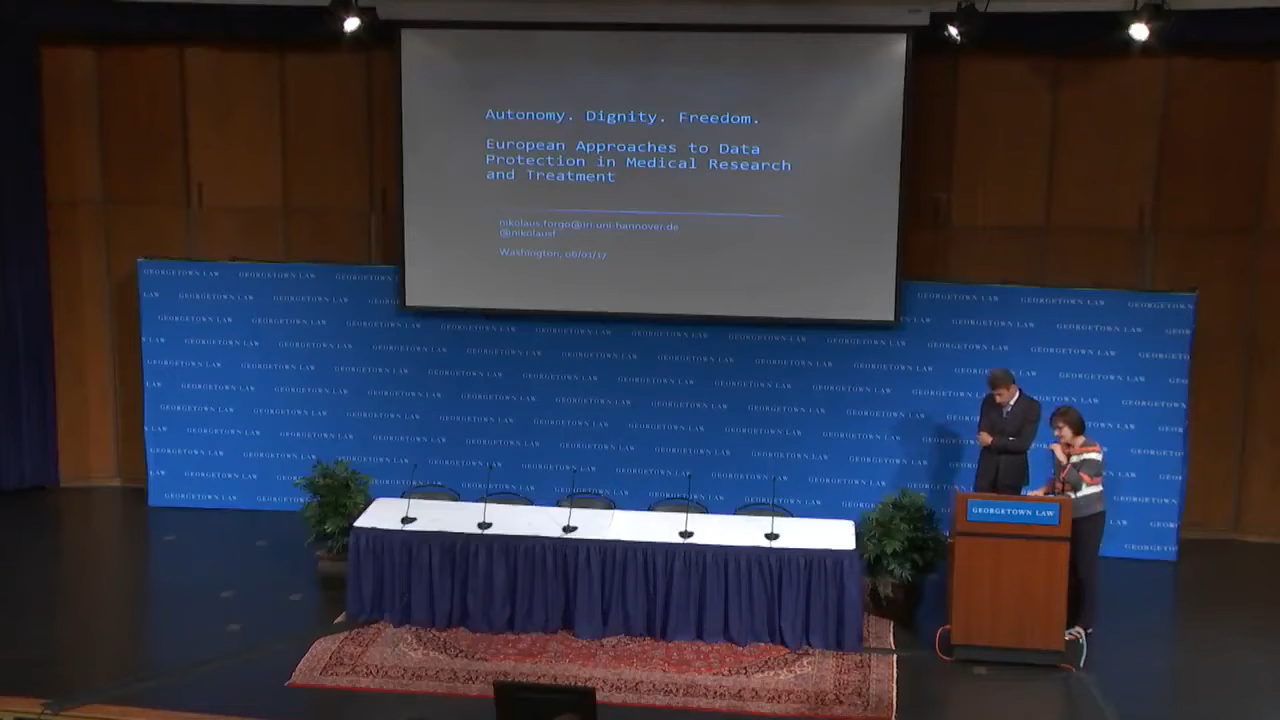 Autonomy. Dignity. Freedom.
European Approaches to Data
Protection in Medical Research
and Treatment
nikolaus.forgo@iri.uni-hannover.de
@nikolausf
Washington, 06/01/17
GEORGETOWN LAW
GEORGETOWN LAW